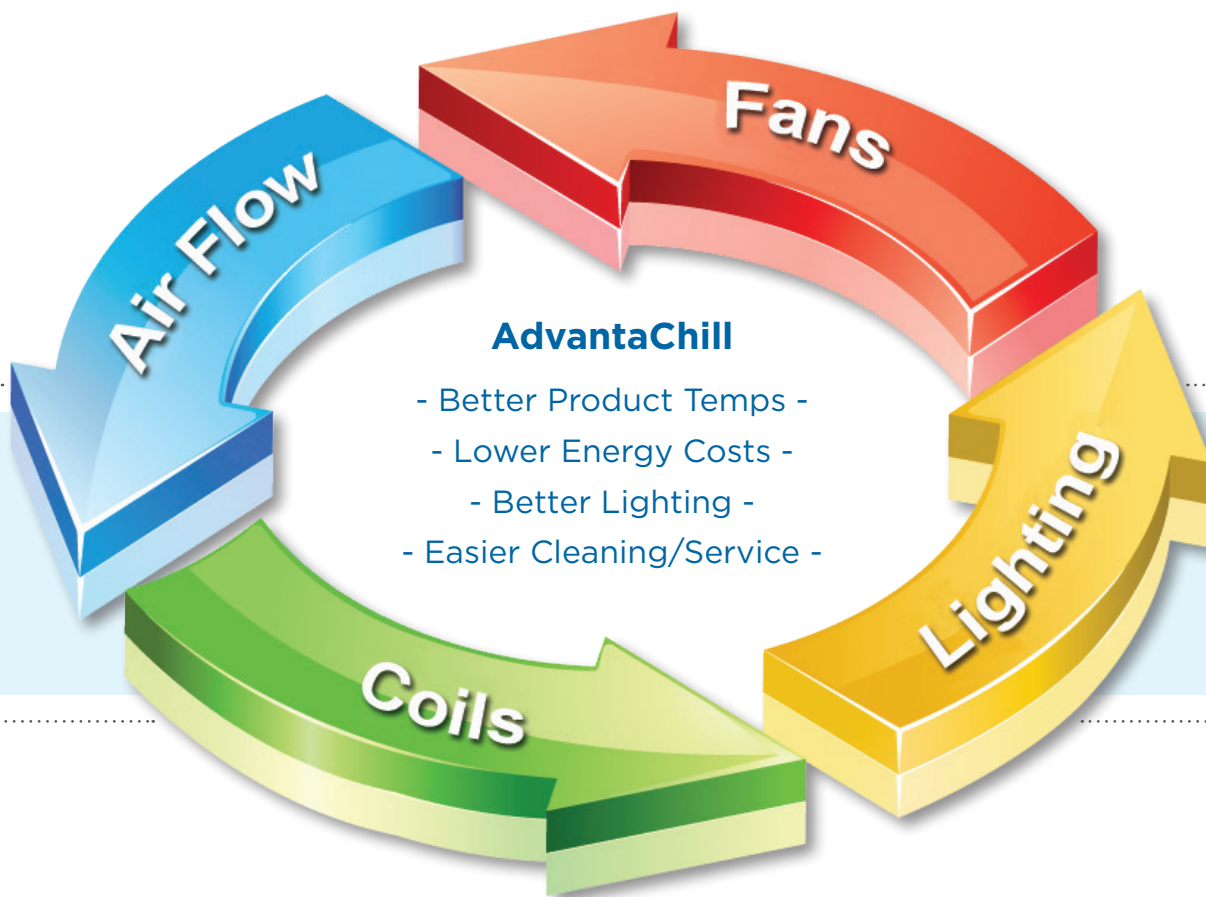 Fans
Air Flow
AdvantaChill
- Better Product Temps -
- Lower Energy Costs -
- Better Lighting -
- Easier Cleaning/Service -
Lighting
Coils